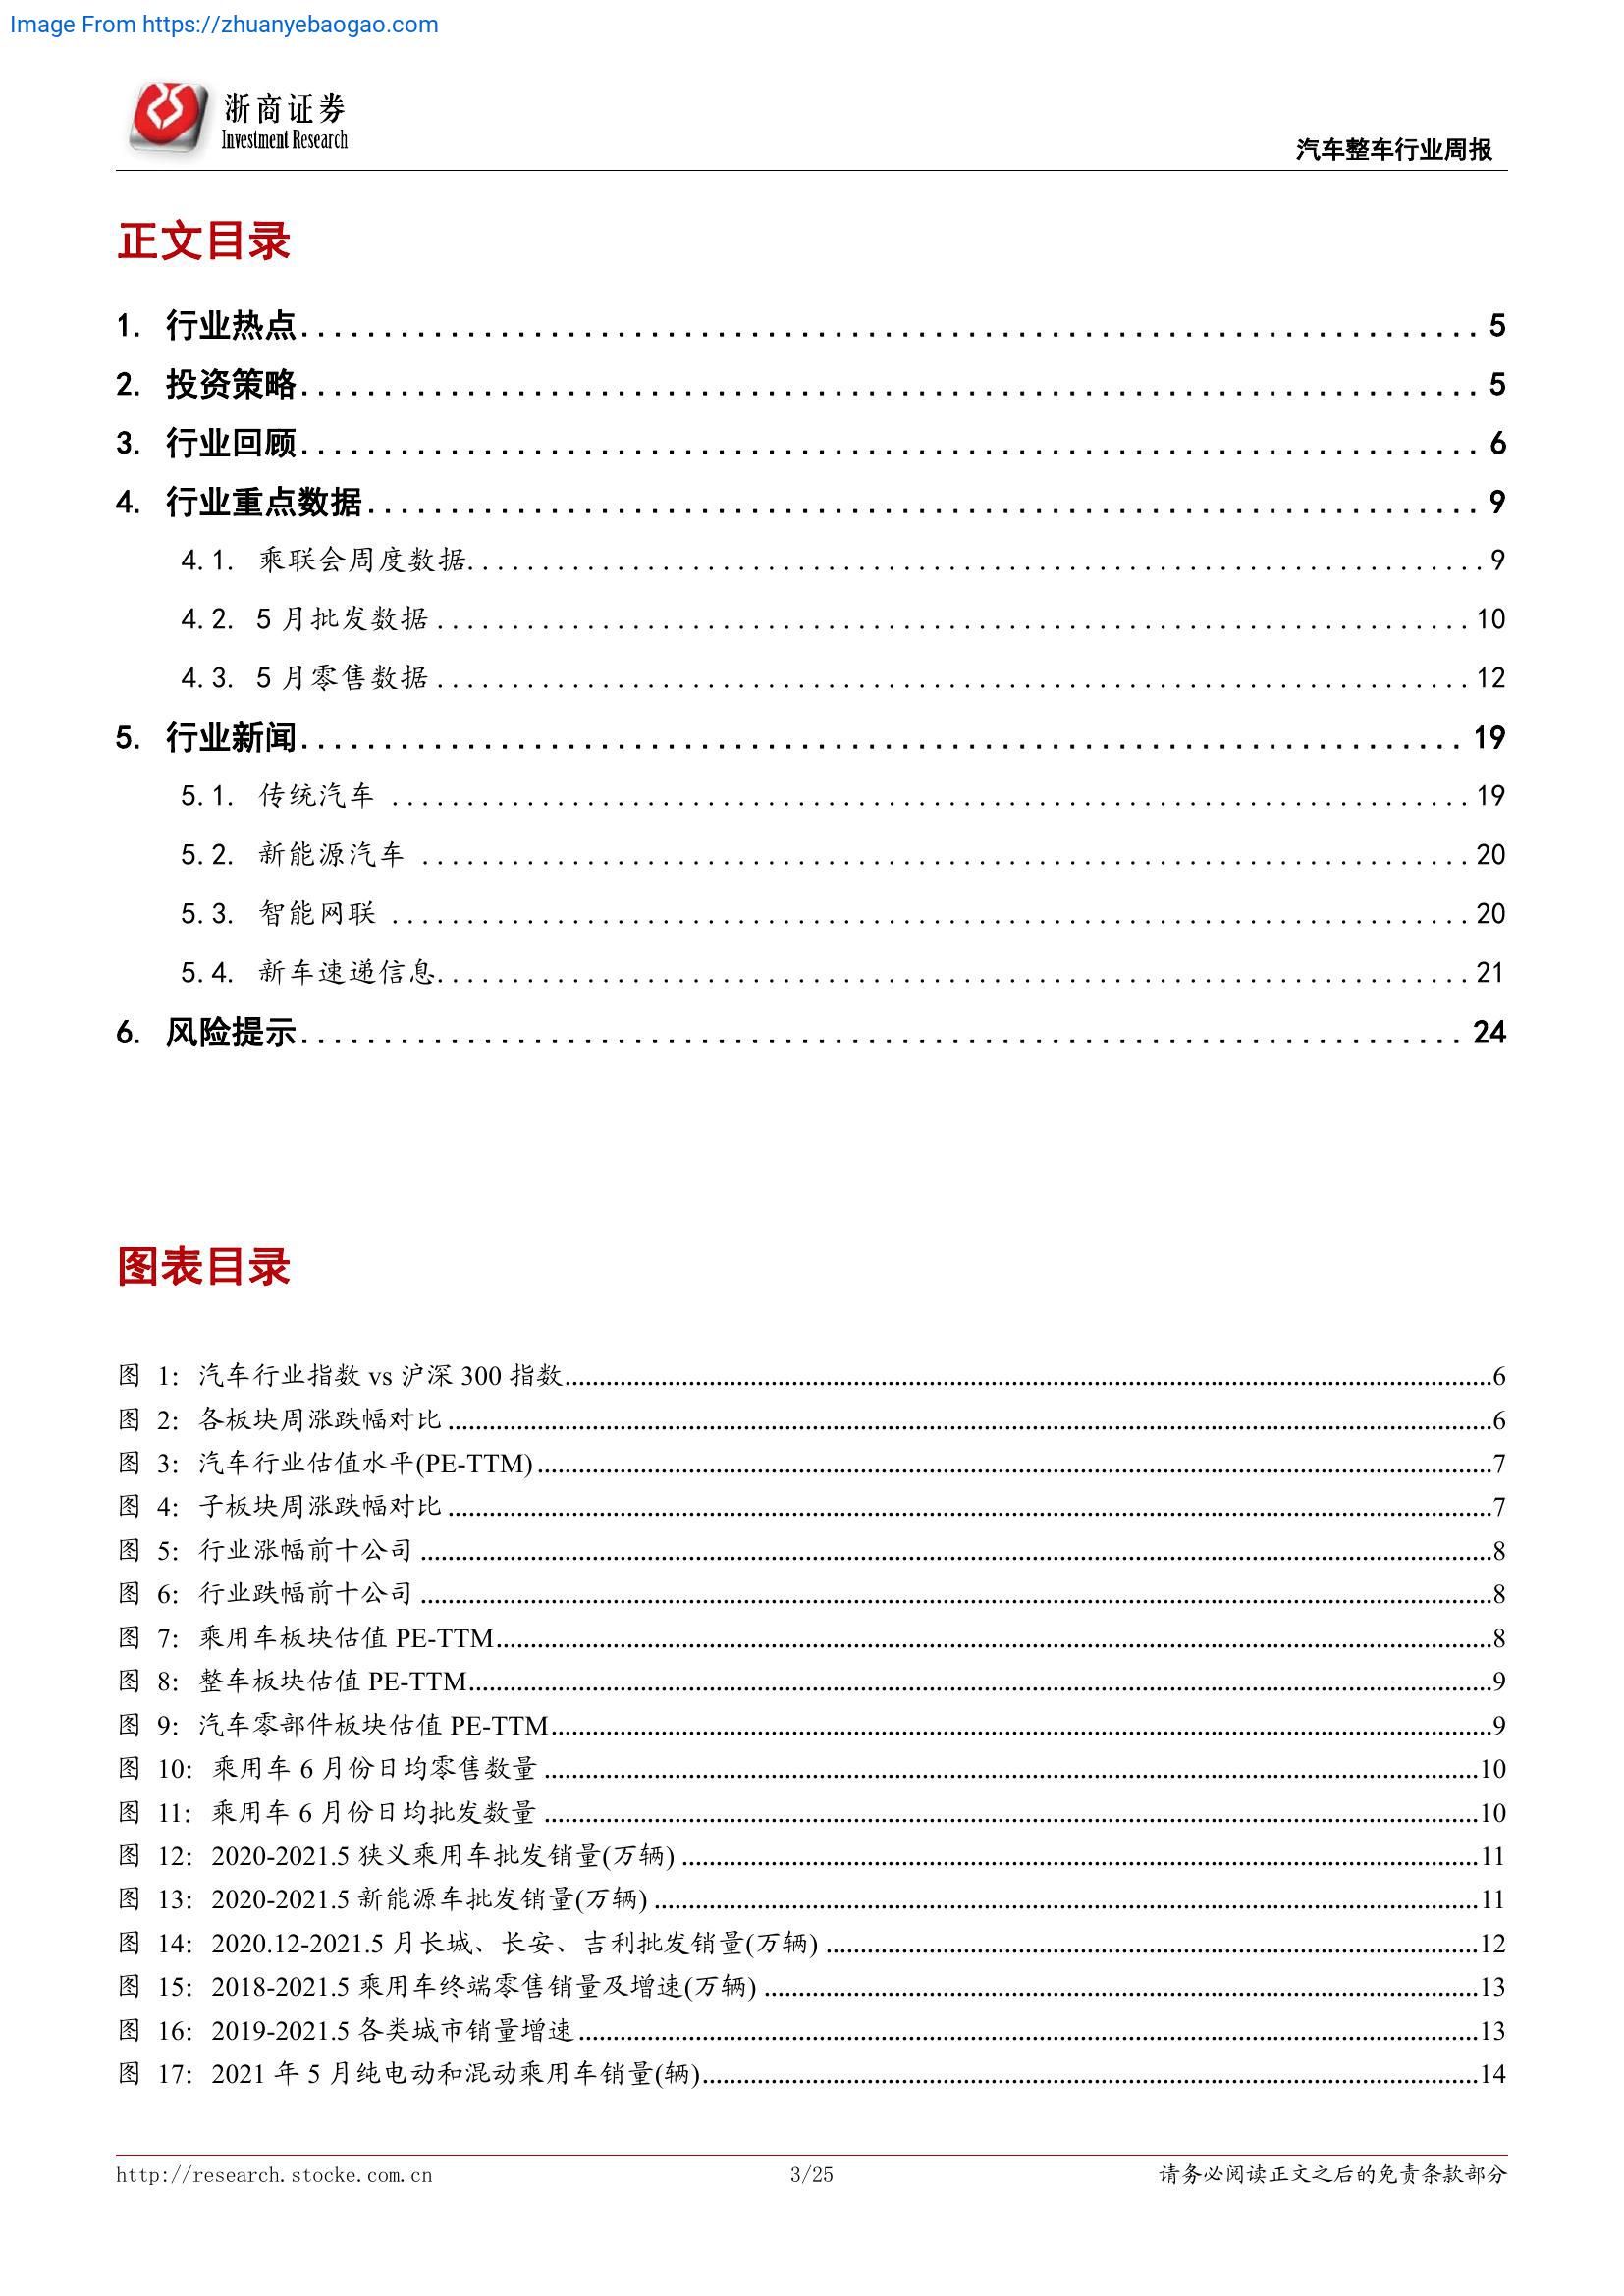 Image From https://zhuanyebaogao.com
浙商证券
Investment Research
汽车整车行业周报
正文目录
1. 行业热点........................................................................ 5
2. 投资策略........................................................................ 5
3. 行业回顾........................................................................ 6
4. 行业重点数据.................................................................... 9
4.1. 乘联会周度数据.................................................................... 9
4.2. 5 月批发数据..................................................................... 10
4.3. 5 月零售数据..................................................................... 12
5. 行业新闻....................................................................... 19
5.1. 传统汽车 ........................................................................ 19
5.2. 新能源汽车 ...................................................................... 20
5.3. 智能网联 ........................................................................ 20
5.4. 新车速递信息..................................................................... 21
6. 风险提示....................................................................... 24
图表目录
图 1: 汽车行业指数 vs 沪深 300 指数........................................................................6
图 2: 各板块周涨跌幅对比 ........................................................................6
图 3: 汽车行业估值水平(PE-TTM) ........................................................................7
图 4: 子板块周涨跌幅对比 ........................................................................7
图 5: 行业涨幅前十公司 ........................................................................8
图 6: 行业跌幅前十公司 ........................................................................8
图 7: 乘用车板块估值 PE-TTM........................................................................8
图 8: 整车板块估值 PE-TTM........................................................................9
图 9: 汽车零部件板块估值 PE-TTM........................................................................9
图 10: 乘用车 6 月份日均零售数量 ........................................................................10
图 11: 乘用车 6 月份日均批发数量 ........................................................................10
图 12: 2020-2021.5 狭义乘用车批发销量(万辆) ........................................................................11
图 13: 2020-2021.5 新能源车批发销量(万辆) ........................................................................11
图 14: 2020.12-2021.5 月长城、长安、吉利批发销量(万辆) ........................................................................12
图 15: 2018-2021.5 乘用车终端零售销量及增速(万辆) ........................................................................13
图 16: 2019-2021.5 各类城市销量增速........................................................................13
图 17: 2021 年 5 月纯电动和混动乘用车销量(辆)........................................................................14
http://research.stocke.com.cn
3/25
请务必阅读正文之后的免责条款部分